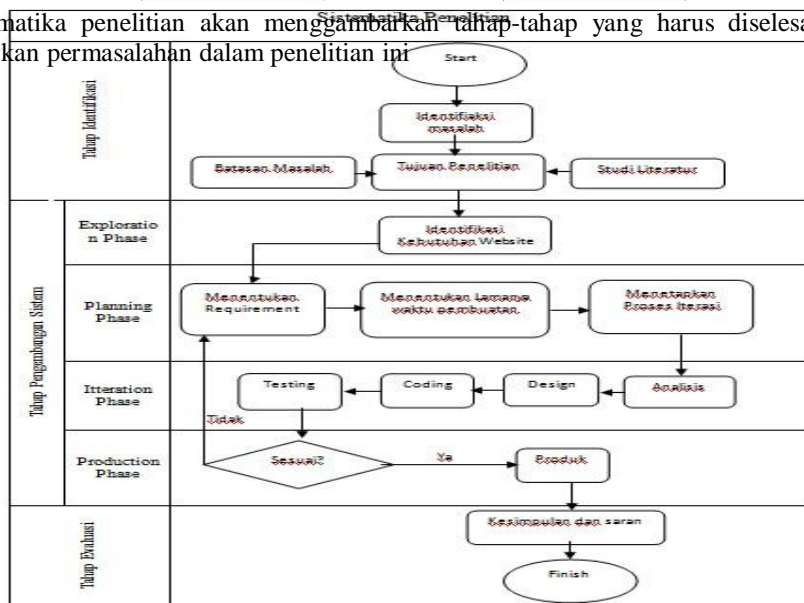 Sistematika Penelitian
matika penelitian akan menggambarkan tahap-tahap yang harus diselesa
kan permasalahan dalam penelitian ini
Start
Tahap Identifikasi
Identifiaksi
masalah
Batasan Masalah
Tujuan Penelitian
Studi Literatur
Tahap Pengambangan Sistem
Exploratio
n Phase
Identifikasi
Kebutuhan Website
Planning
Phase
Menentukan
Requirement
Menentukan lamanya
waktu pembuatan
Menetapkan
Proses Iterasi
Itteration
Phase
Testing
Coding
Design
Analisis
Tidak
Production
Phase
Sesuai?
Ya
Produk
Tahap Evaluasi
Kesimpulan dan saran
Finish